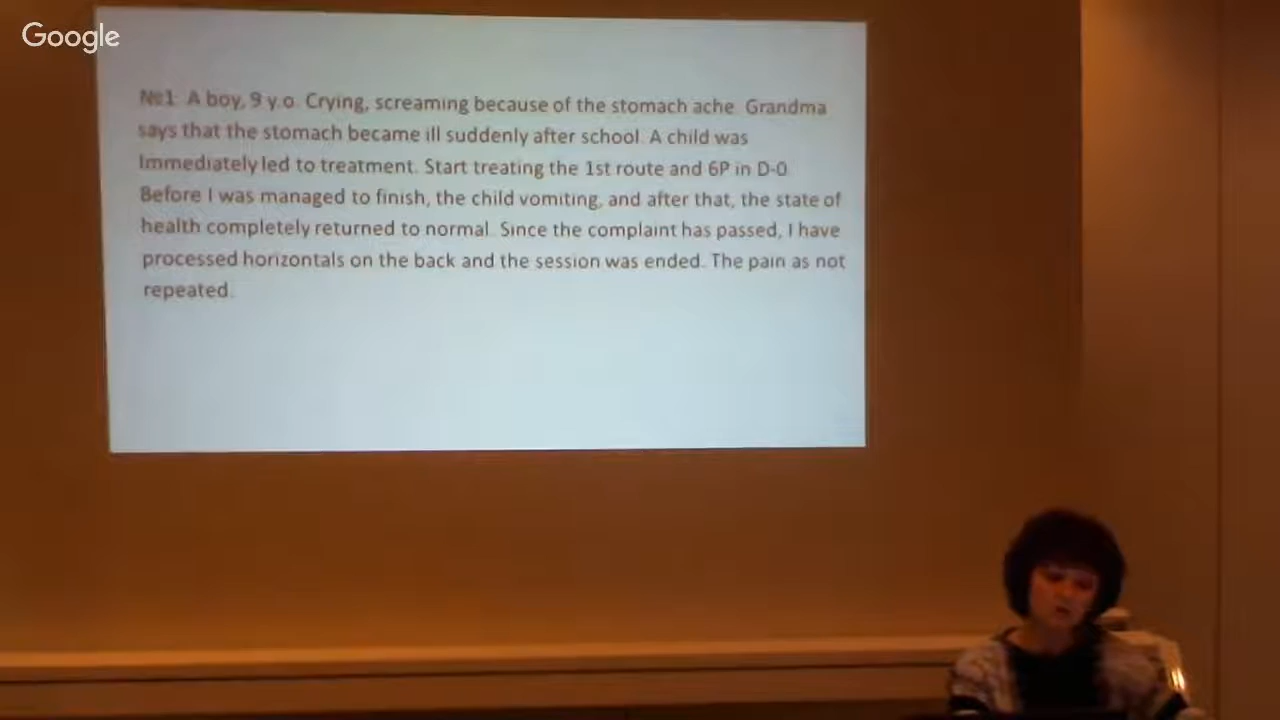 Google
№1. A boy, 9 y.o. Crying, screaming because of the stomach ache. Grandma
says that the stomach became ill suddenly after school. A child was
Immediately led to treatment. Start treating the 1st route and 6P in D-0.
Before I was managed to finish, the child vomiting, and after that, the state of
health completely returned to normal. Since the complaint has passed, I have
processed horizontals on the back and the session was ended. The pain as not
repeated.